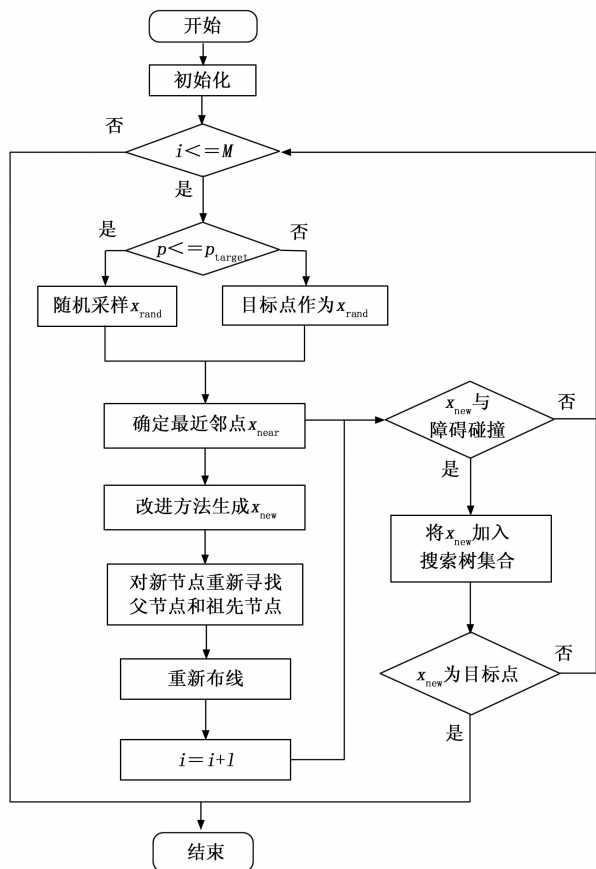 开始
初始化
否
i<=M
是
是
p<=p_target
否
随机采样x_rand
目标点作为x_rand
确定最近邻点x_near
x_new与
障碍碰撞
否
是
改进方法生成x_new
将x_new加入
搜索树集合
对新节点重新寻找
父节点和祖先节点
重新布线
x_new为目标点
否
是
i=i+1
结束